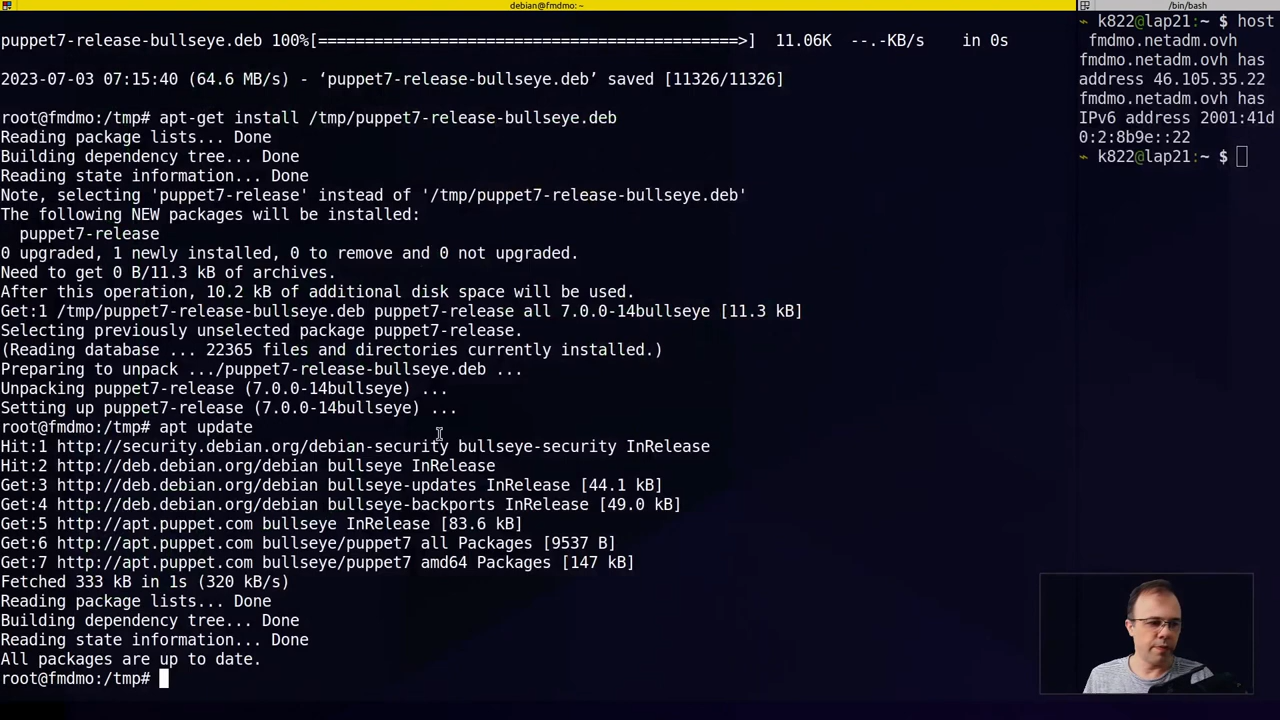 debian@fmdmo:~
puppet7-release-bullseye.deb 100%[=============================================>]  11.06K  --.-KB/s    in 0s
2023-07-03 07:15:40 (64.6 MB/s) - ‘puppet7-release-bullseye.deb’ saved [11326/11326]
root@fmdmo:/tmp# apt-get install /tmp/puppet7-release-bullseye.deb
Reading package lists... Done
Building dependency tree... Done
Reading state information... Done
Note, selecting 'puppet7-release' instead of '/tmp/puppet7-release-bullseye.deb'
The following NEW packages will be installed:
  puppet7-release
0 upgraded, 1 newly installed, 0 to remove and 0 not upgraded.
Need to get 0 B/11.3 kB of archives.
After this operation, 10.2 kB of additional disk space will be used.
Get:1 /tmp/puppet7-release-bullseye.deb puppet7-release all 7.0.0-14bullseye [11.3 kB]
Selecting previously unselected package puppet7-release.
(Reading database ... 22365 files and directories currently installed.)
Preparing to unpack .../puppet7-release-bullseye.deb ...
Unpacking puppet7-release (7.0.0-14bullseye) ...
Setting up puppet7-release (7.0.0-14bullseye) ...
root@fmdmo:/tmp# apt update
Hit:1 http://security.debian.org/debian-security bullseye-security InRelease
Hit:2 http://deb.debian.org/debian bullseye InRelease
Get:3 http://deb.debian.org/debian bullseye-updates InRelease [44.1 kB]
Get:4 http://deb.debian.org/debian bullseye-backports InRelease [49.0 kB]
Get:5 http://apt.puppet.com bullseye InRelease [83.6 kB]
Get:6 http://apt.puppet.com bullseye/puppet7 all Packages [9537 B]
Get:7 http://apt.puppet.com bullseye/puppet7 amd64 Packages [147 kB]
Fetched 333 kB in 1s (320 kB/s)
Reading package lists... Done
Building dependency tree... Done
Reading state information... Done
All packages are up to date.
root@fmdmo:/tmp#
/bin/bash
k822@lap21:~ $ host
fmdmo.netadm.ovh
fmdmo.netadm.ovh has
address 46.105.35.22
fmdmo.netadm.ovh has
IPv6 address 2001:41d
0:2:8b9e::22
k822@lap21:~ $